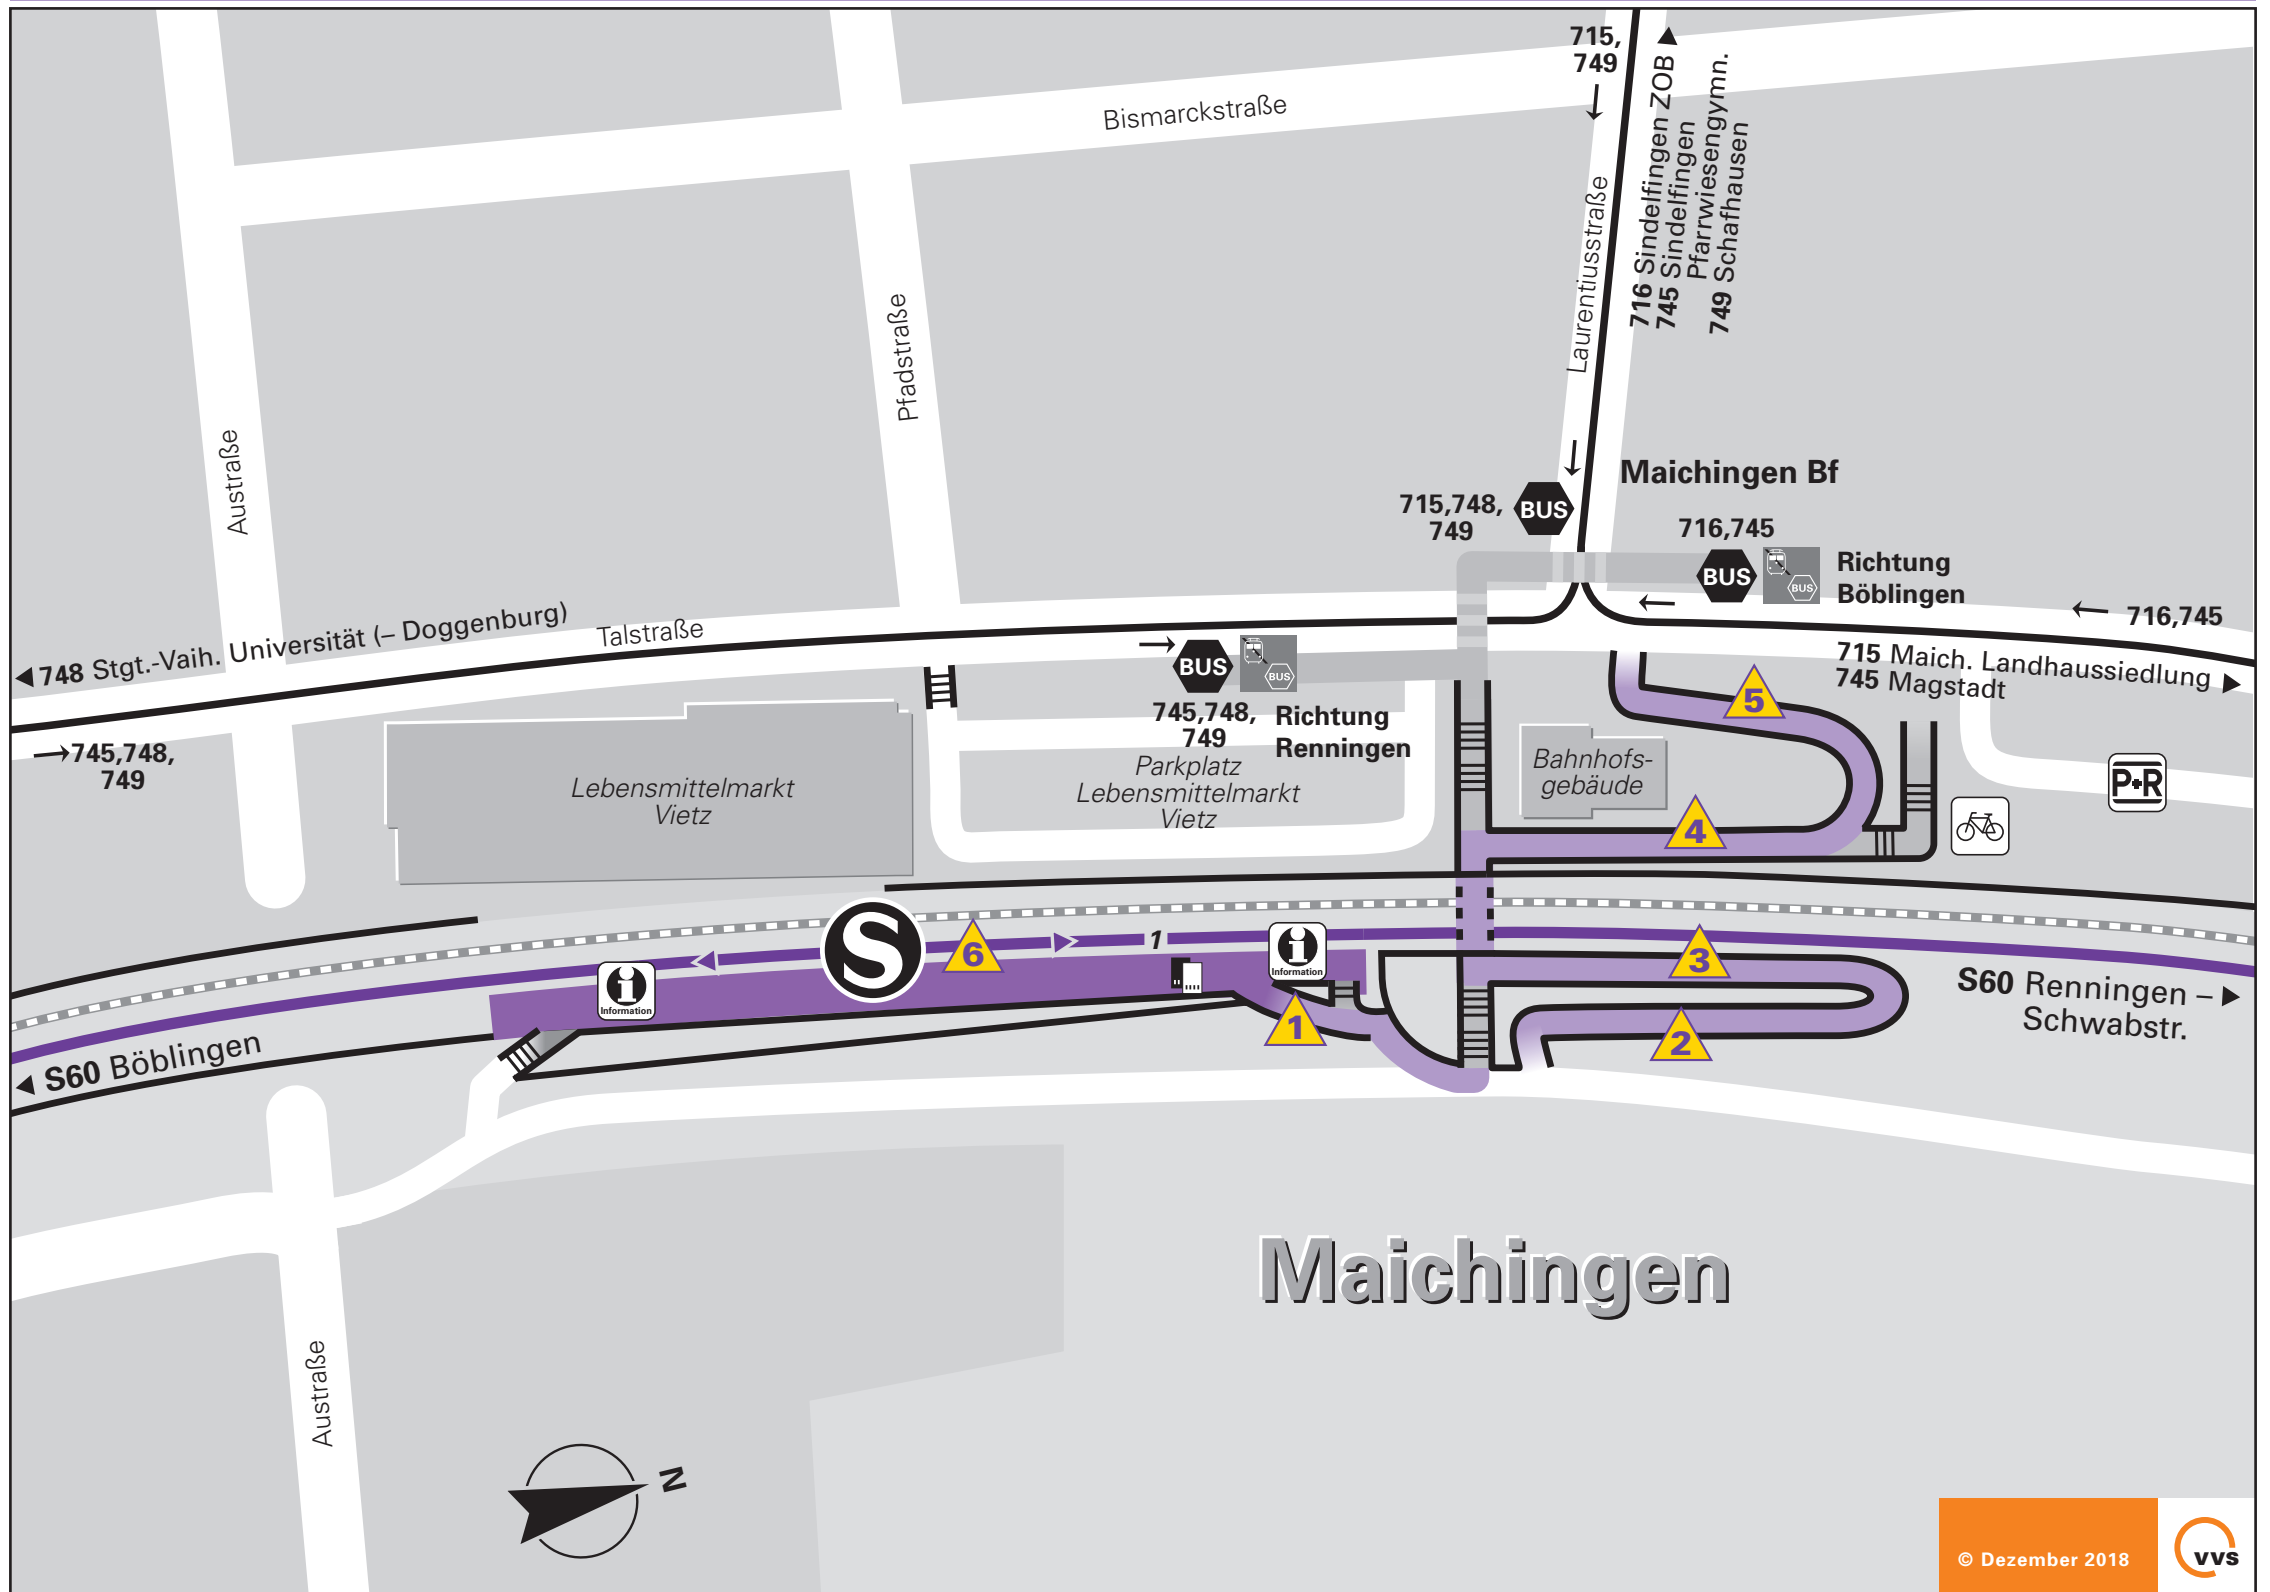 715,
749
716 Sindelfingen ZOB
745 Sindelfingen
Pfarrwiesengymn.
749 Schafhausen
Bismarckstraße
Laurentiusstraße
Pfadstraße
Austraße
Maichingen Bf
715,748,
749
BUS
716,745
BUS
BUS
Richtung
Böblingen
716,745
748 Stgt.-Vaih. Universität (– Doggenburg)
Talstraße
BUS
BUS
745,748,
749
Richtung
Renningen
715 Maich. Landhaussiedlung
745 Magstadt
745,748,
749
5
Lebensmittelmarkt
Vietz
Parkplatz
Lebensmittelmarkt
Vietz
Bahnhofs-
gebäude
P+R
4
S
6
1
i
Information
3
i
Information
S60 Renningen –
Schwabstr.
1
2
S60 Böblingen
Maichingen
Austraße
N
© Dezember 2018
vvs